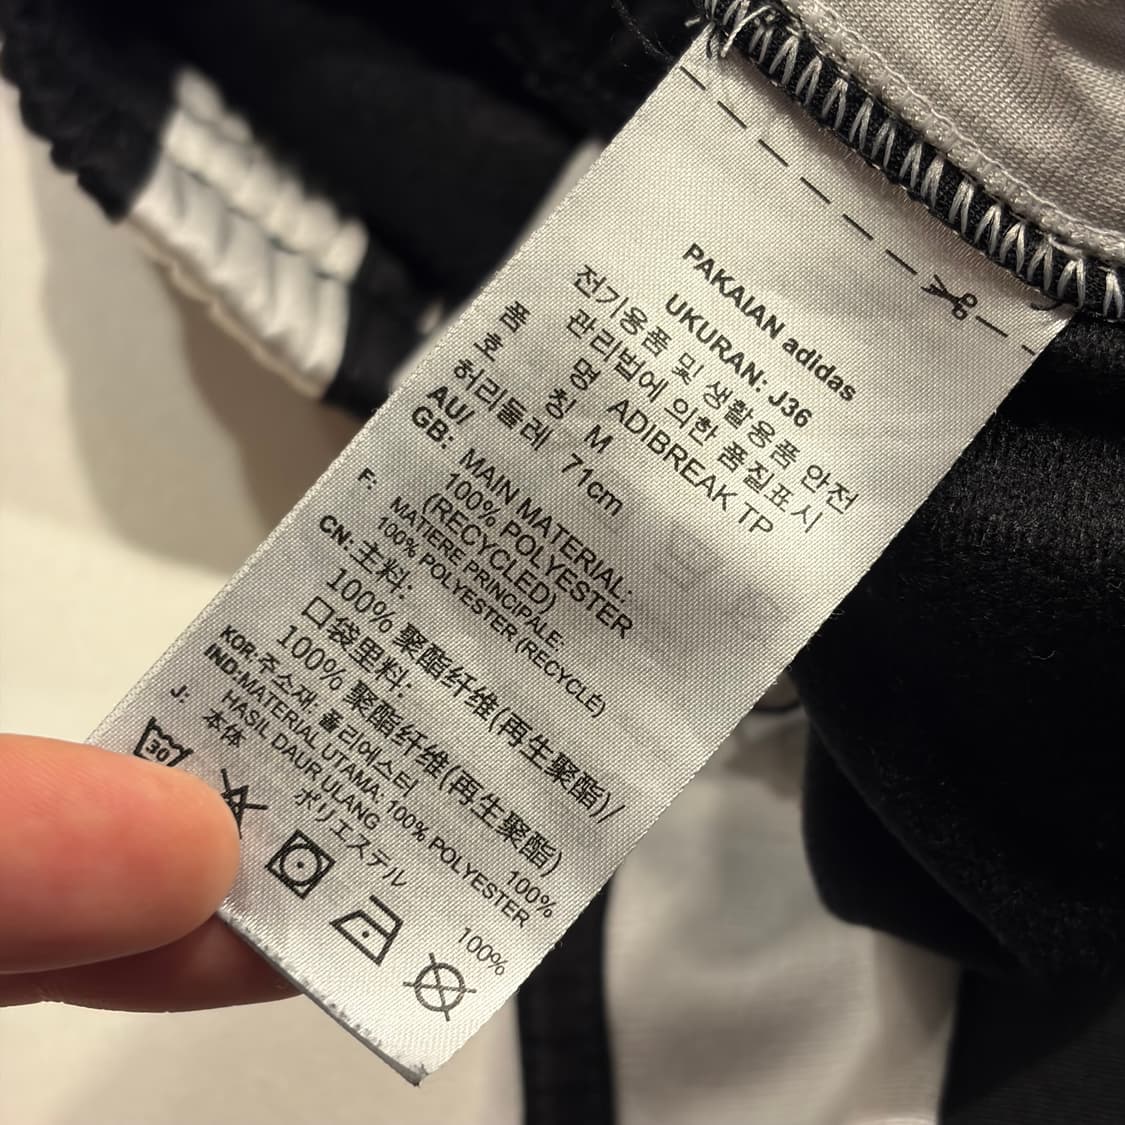 PAKAIAN adidas
UKURAN: J36
전기용품 및 생활용품 안전
관리법에 의한 품질표시
품 명 ADIBREAK TP
호 칭 M
허리둘레 71cm
AU/
GB: MAIN MATERIAL:
100% POLYESTER
(RECYCLED)
F: MATIERE PRINCIPALE:
100% POLYESTER (RECYCLÉ)
CN: 主料:
100% 聚酯纤维(再生聚酯)/
口袋里料:
100% 聚酯纤维(再生聚酯)
KOR: 주소재, 폴리에스터 100%
IND: MATERIAL UTAMA, 100% POLYESTER
HASIL DAUR ULANG
J: 本体 ポリエステル 100%
30